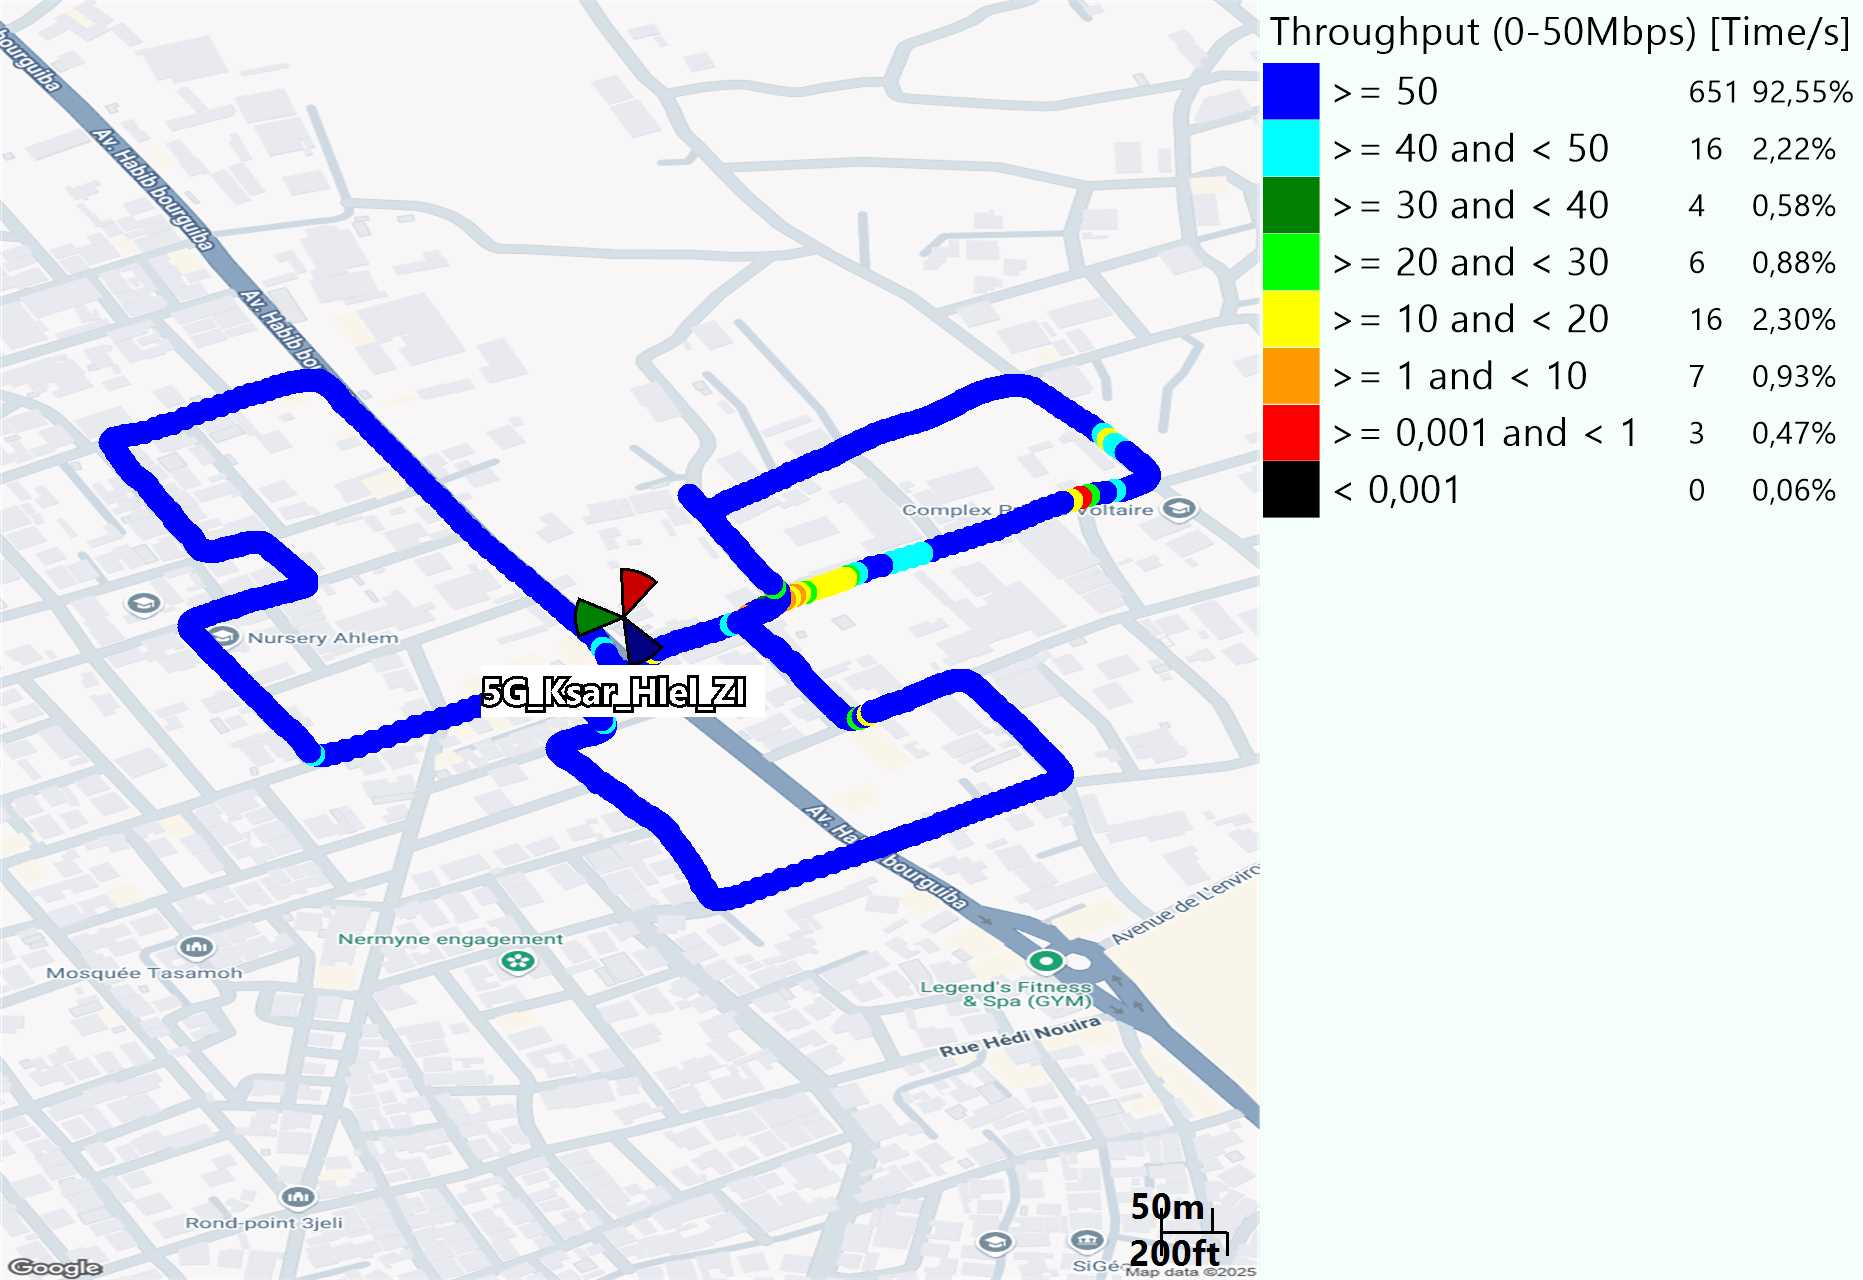 Throughput (0-50Mbps) [Time/s]
>= 50 651 92,55%
>= 40 and < 50 16 2,22%
>= 30 and < 40 4 0,58%
>= 20 and < 30 6 0,88%
>= 10 and < 20 16 2,30%
>= 1 and < 10 7 0,93%
>= 0,001 and < 1 3 0,47%
< 0,001 0 0,06%
bourguiba
Av. Habib bourguiba
Av. Habib bo
Complex
Voltaire
Nursery Ahlem
5G_Ksar_Hlel_ZI
Av. Ha
bourguiba
Avenue de L'enviro
Nermyne engagement
Mosquée Tasamoh
Legend's Fitness
& Spa (GYM)
Rue Hédi Nouira
Rond-point 3jeli
50m
200ft
SiGé
Google
Map data ©2025